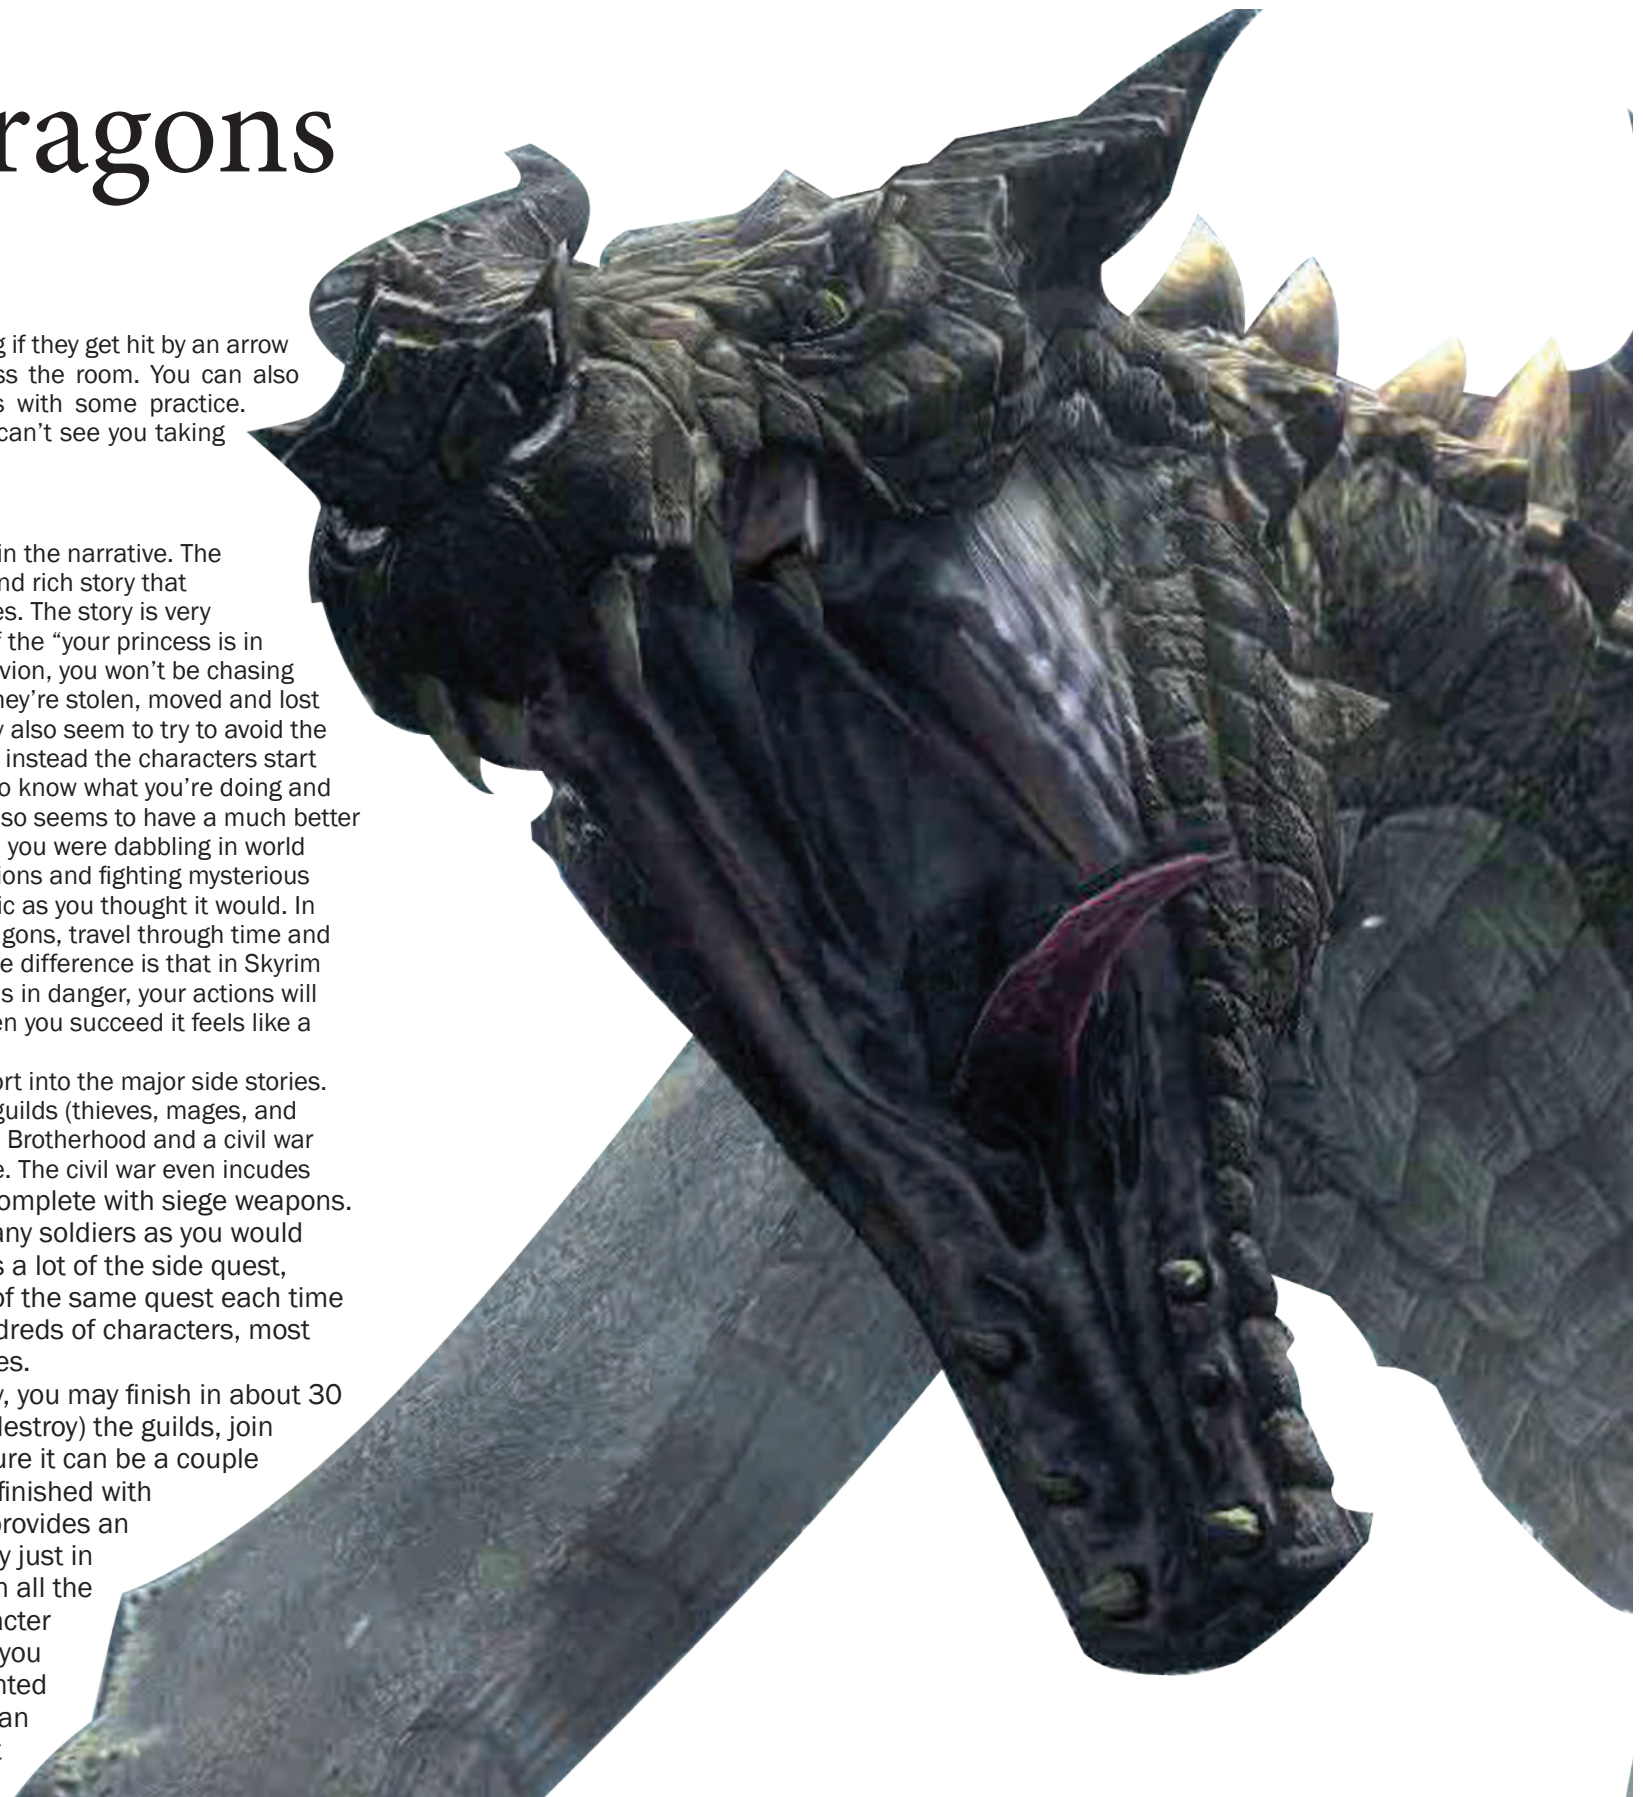 ragons
g if they get hit by an arrow
ss the room. You can also
s with some practice.
can’t see you taking
in the narrative. The
nd rich story that
es. The story is very
f the “your princess is in
vion, you won’t be chasing
hey’re stolen, moved and lost
y also seem to try to avoid the
instead the characters start
o know what you’re doing and
so seems to have a much better
you were dabbling in world
ions and fighting mysterious
ic as you thought it would. In
gons, travel through time and
e difference is that in Skyrim
s in danger, your actions will
en you succeed it feels like a
ort into the major side stories.
guilds (thieves, mages, and
Brotherhood and a civil war
e. The civil war even incudes
omplete with siege weapons.
any soldiers as you would
s a lot of the side quest,
of the same quest each time
dreds of characters, most
es.
y, you may finish in about 30
destroy) the guilds, join
ure it can be a couple
finished with
provides an
y just in
n all the
acter
you
nted
an